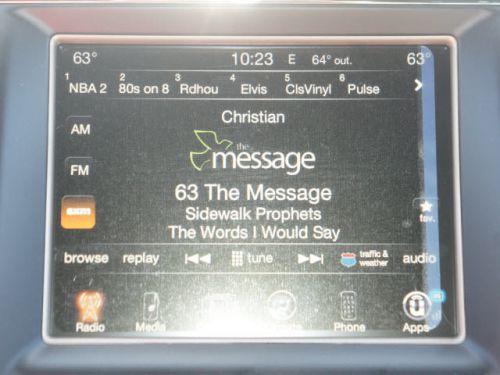 63° 10:23 E 64° out. 63°
1 NBA 2 2 80s on 8 3 Rdhou 4 Elvis 5 ClsVinyl 6 Pulse
Christian
AM
the
message
FM
63 The Message
sxm
Sidewalk Prophets
fav.
The Words I Would Say
browse replay tune traffic & weather audio
Radio Media Phone Apps